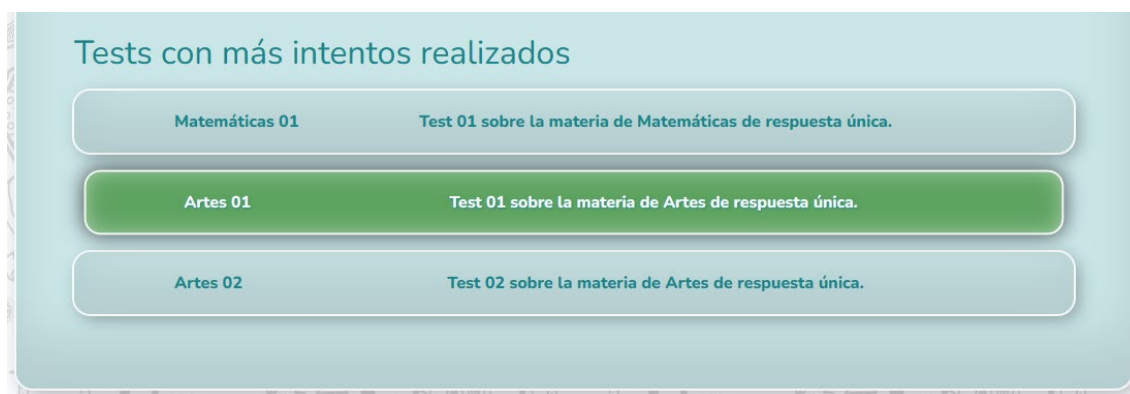 Tests con más intentos realizados
Matemáticas 01 Test 01 sobre la materia de Matemáticas de respuesta única.
Artes 01 Test 01 sobre la materia de Artes de respuesta única.
Artes 02 Test 02 sobre la materia de Artes de respuesta única.